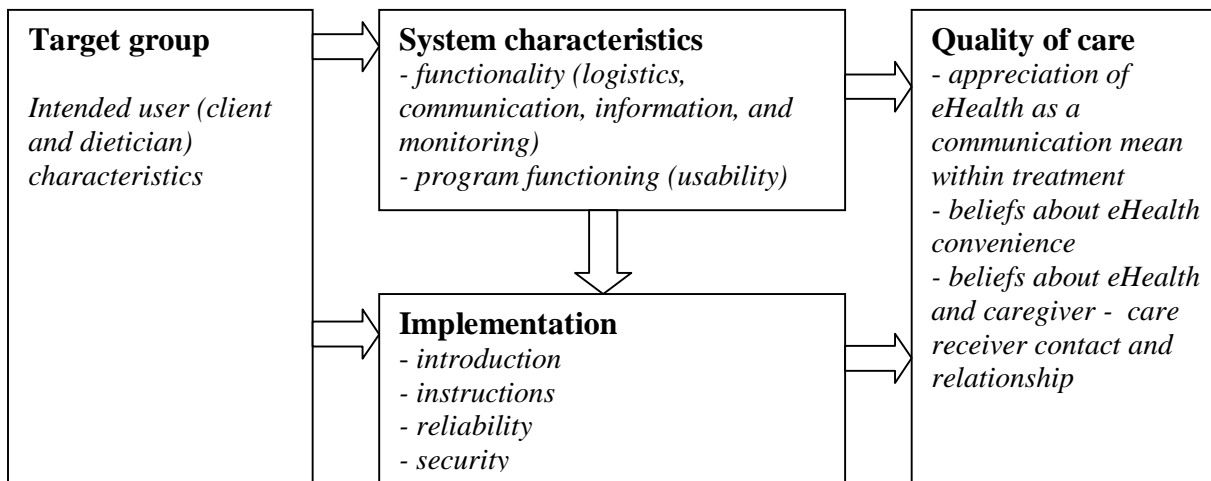 Target group
Intended user (client
and dietician)
characteristics
System characteristics
- functionality (logistics,
communication, information, and
monitoring)
- program functioning (usability)
Implementation
- introduction
- instructions
- reliability
- security
Quality of care
- appreciation of
eHealth as a
communication mean
within treatment
- beliefs about eHealth
convenience
- beliefs about eHealth
and caregiver - care
receiver contact and
relationship